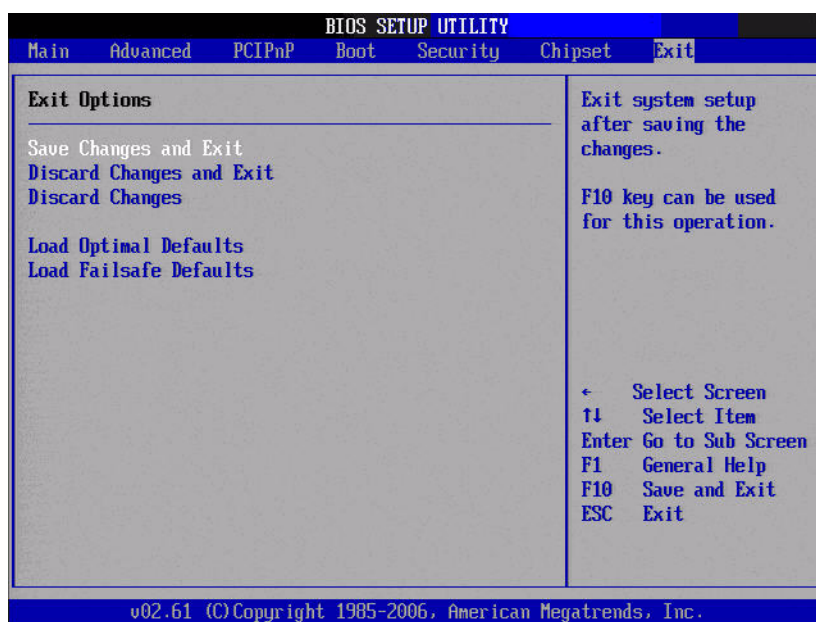 BIOS SETUP UTILITY
Main Advanced PCIPnP Boot Security Chipset Exit
Exit Options
Save Changes and Exit
Discard Changes and Exit
Discard Changes
Load Optimal Defaults
Load Failsafe Defaults
Exit system setup
after saving the
changes.
F10 key can be used
for this operation.
← Select Screen
↑↓ Select Item
Enter Go to Sub Screen
F1 General Help
F10 Save and Exit
ESC Exit
v02.61 (C)Copyright 1985-2006, American Megatrends, Inc.